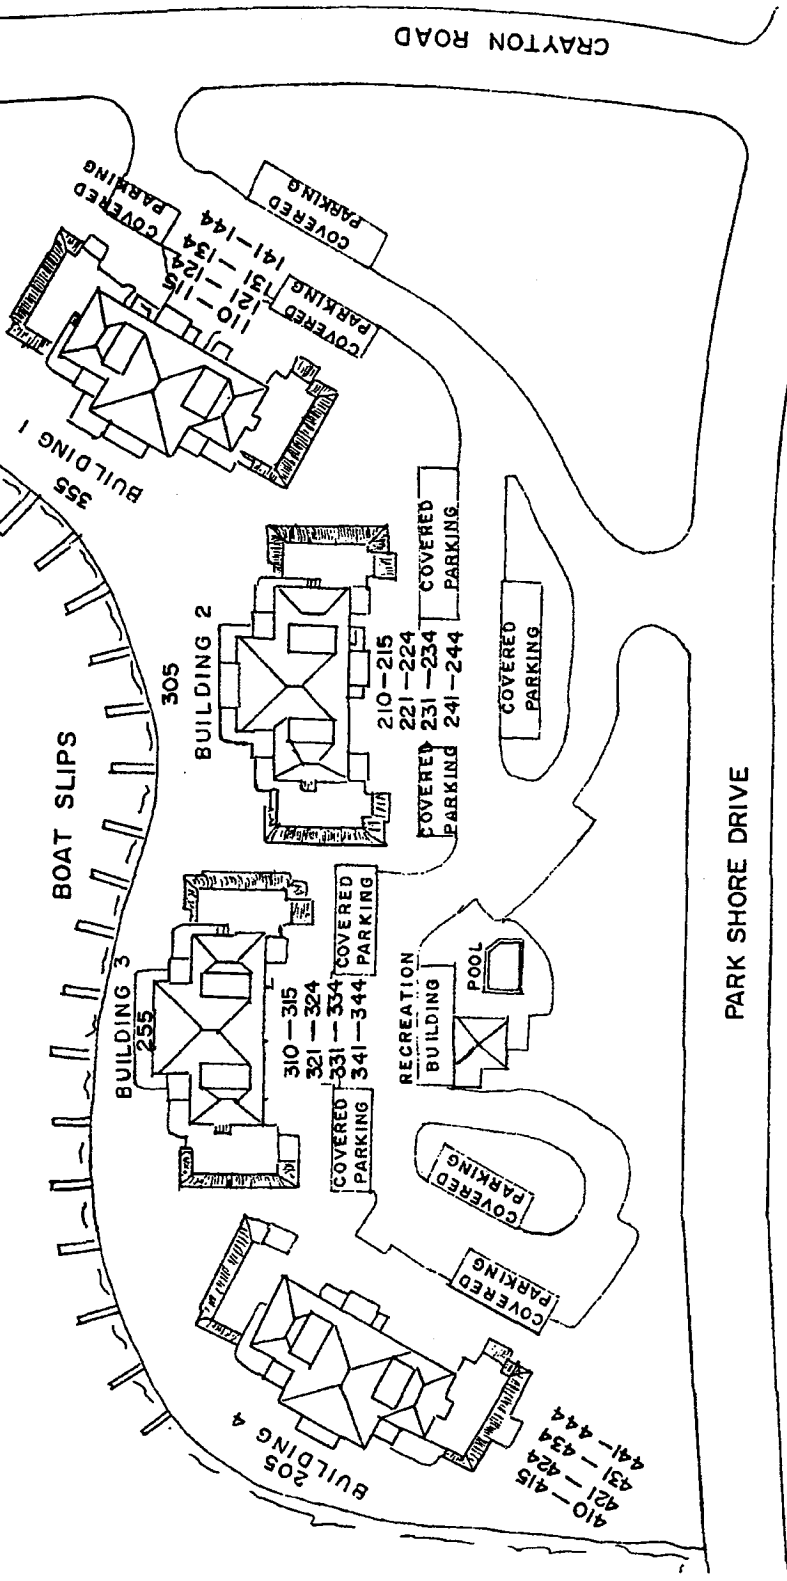 CRAYTON ROAD
COVERED
PARKING
COVERED
PARKING
110—115
121—124
131—134
141—144
COVERED
PARKING
BUILDING 1
355
COVERED
PARKING
305
BUILDING 2
210—215
221—224
231—234
241—244
COVERED
PARKING
COVERED
PARKING
BOAT SLIPS
PARK SHORE DRIVE
COVERED
PARKING
BUILDING 3
255
310—315
321—324
331—334
341—344
RECREATION
BUILDING
POOL
COVERED
PARKING
COVERED
PARKING
COVERED
PARKING
205
BUILDING 4
410—415
421—424
431—434
441—444